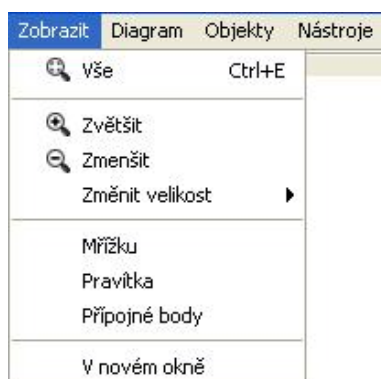 Zobrazit Diagram Objekty Nástroje
Vše Ctrl+E
Zvětšit
Zmenšit
Změnit velikost
Mřížku
Pravítka
Přípojné body
V novém okně